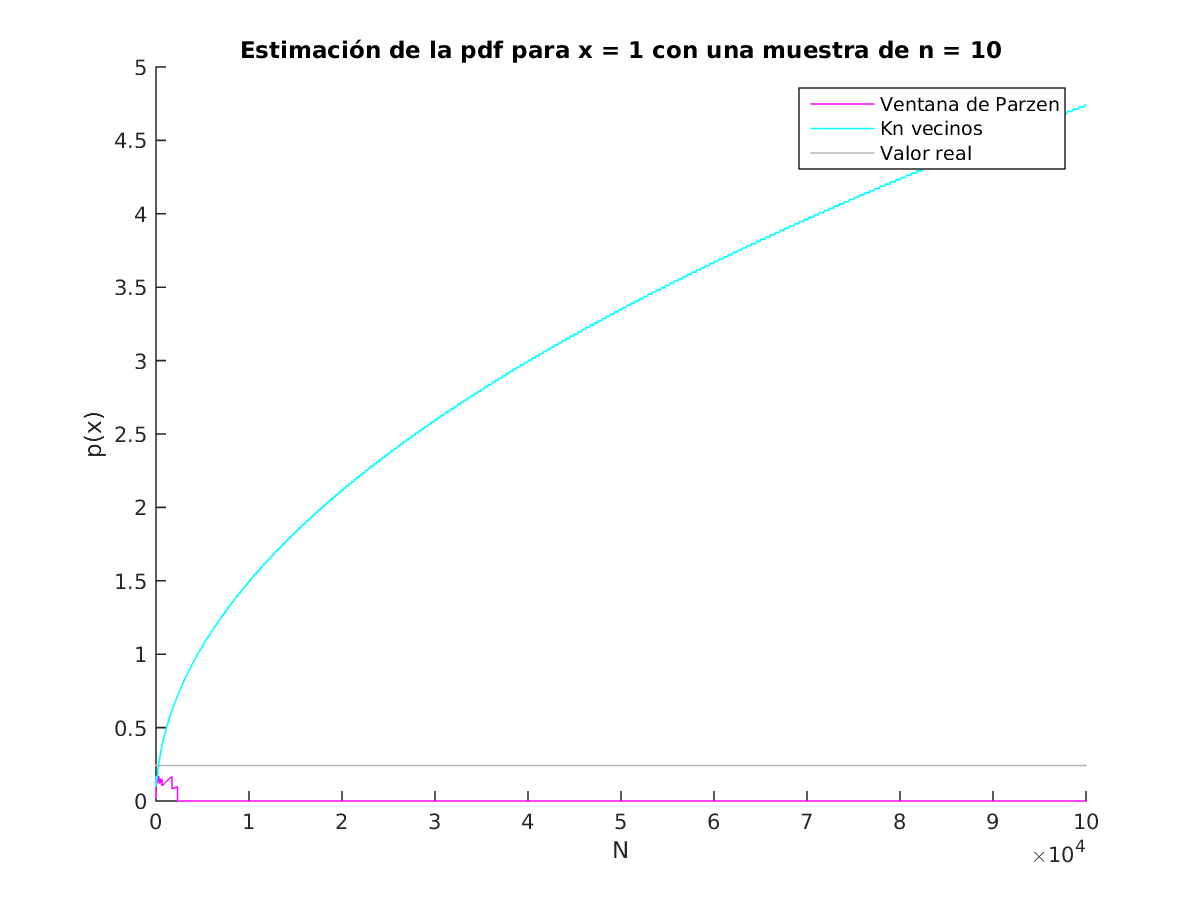 Estimación de la pdf para x = 1 con una muestra de n = 10
Ventana de Parzen
Kn vecinos
Valor real
p(x)
5
4.5
4
3.5
3
2.5
2
1.5
1
0.5
0
0 1 2 3 4 5 6 7 8 9 10
N
×10^4